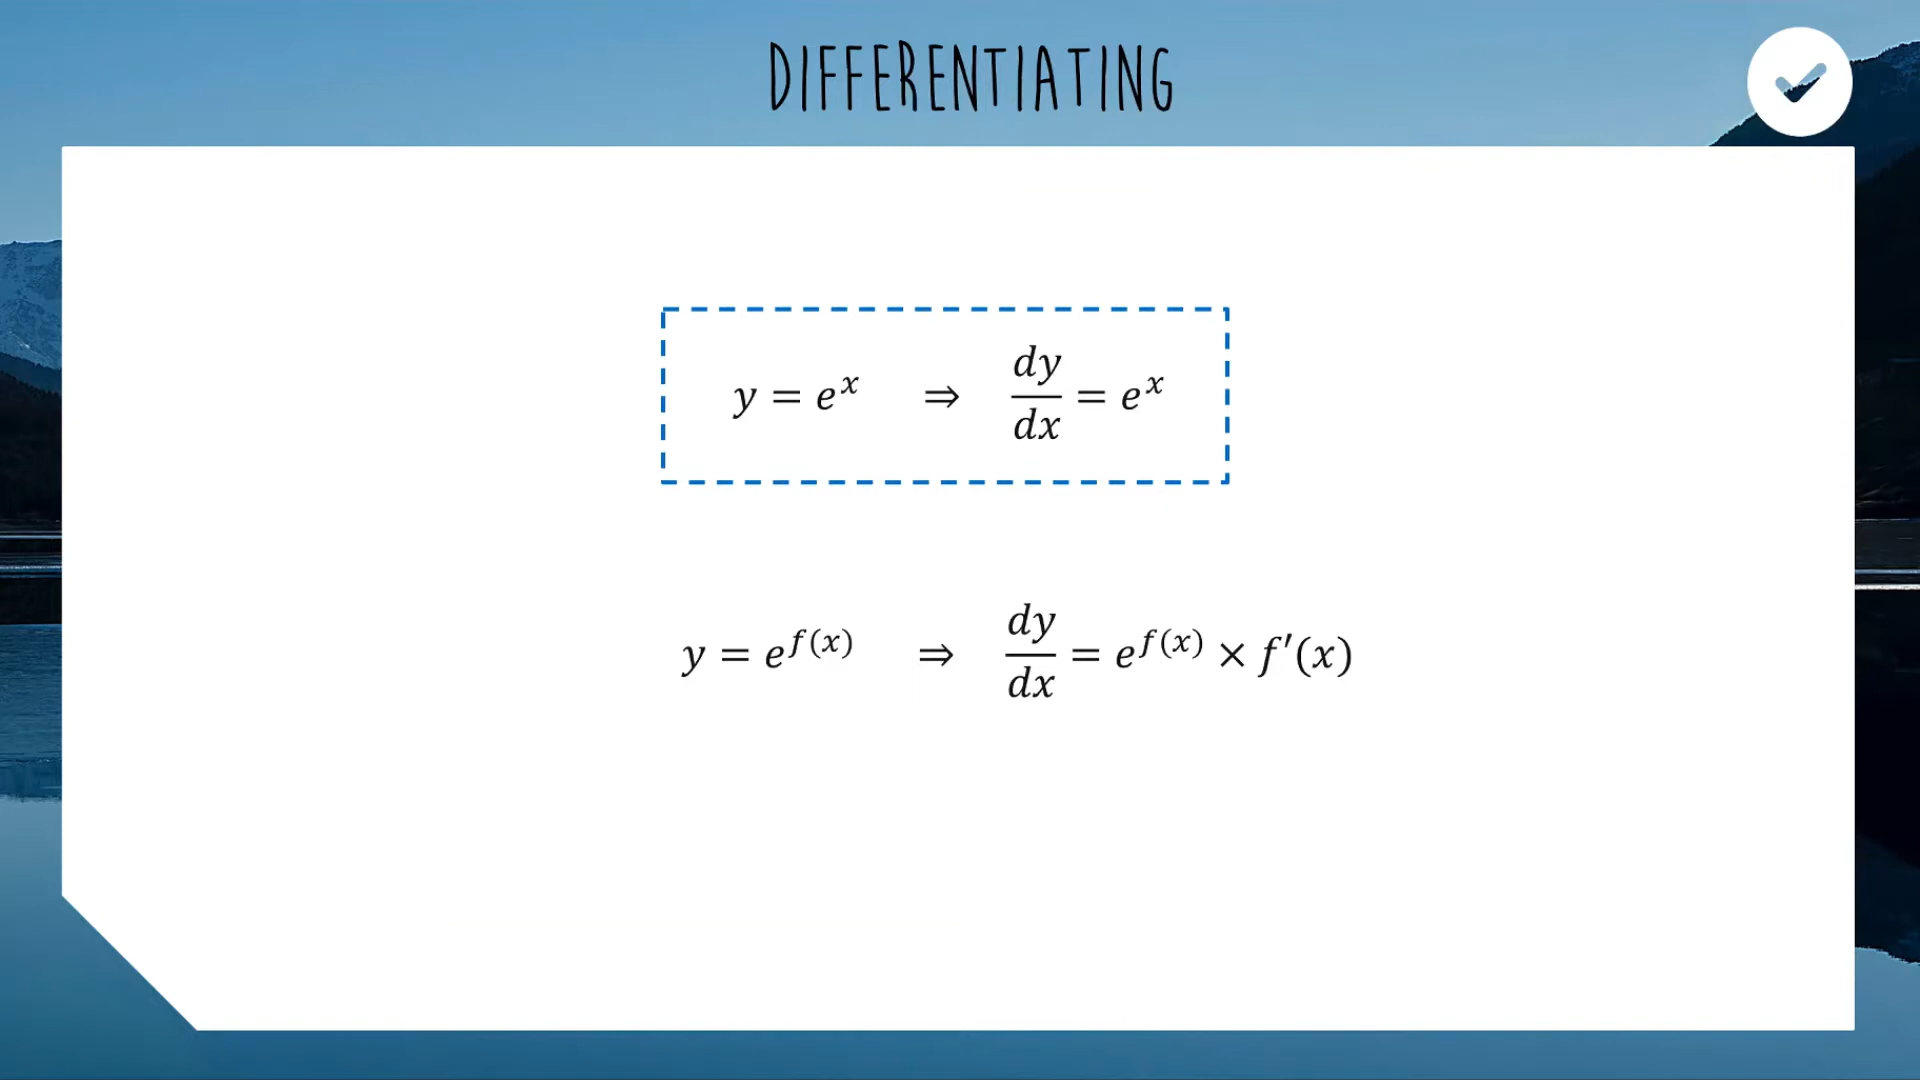 DIFFERENTIATING
y = e^x ⇒ dy/dx = e^x
y = e^{f(x)} ⇒ dy/dx = e^{f(x)} × f′(x)